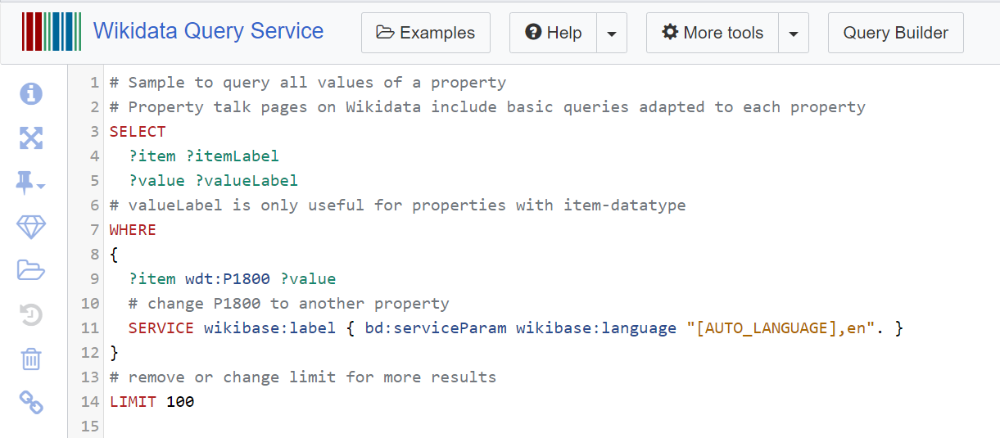 Wikidata Query Service Examples Help More tools Query Builder
1 # Sample to query all values of a property
2 # Property talk pages on Wikidata include basic queries adapted to each property
3 SELECT
4 ?item ?itemLabel
5 ?value ?valueLabel
6 # valueLabel is only useful for properties with item-datatype
7 WHERE
8 {
9 ?item wdt:P1800 ?value
10 # change P1800 to another property
11 SERVICE wikibase:label { bd:serviceParam wikibase:language "[AUTO_LANGUAGE],en". }
12 }
13 # remove or change limit for more results
14 LIMIT 100
15